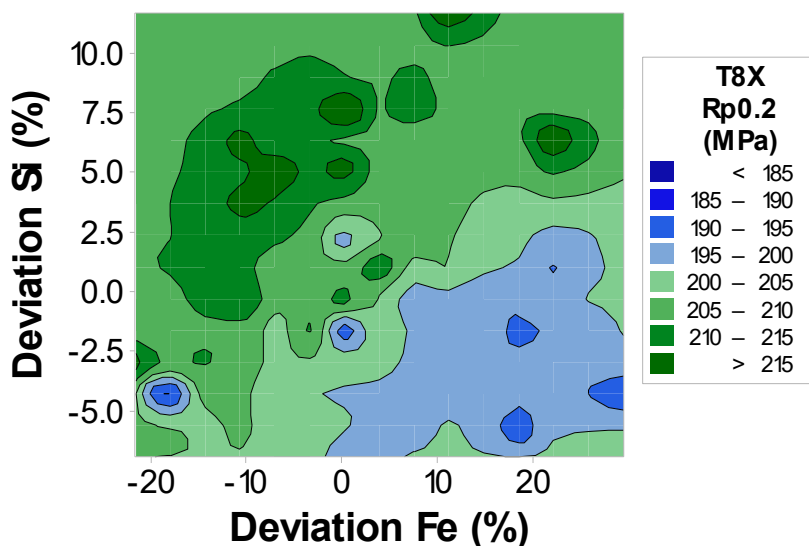 10.0
7.5
5.0
2.5
0.0
-2.5
-5.0
Deviation Si (%)
-20 -10 0 10 20
Deviation Fe (%)
T8X
Rp0.2
(MPa)
< 185
185 – 190
190 – 195
195 – 200
200 – 205
205 – 210
210 – 215
> 215